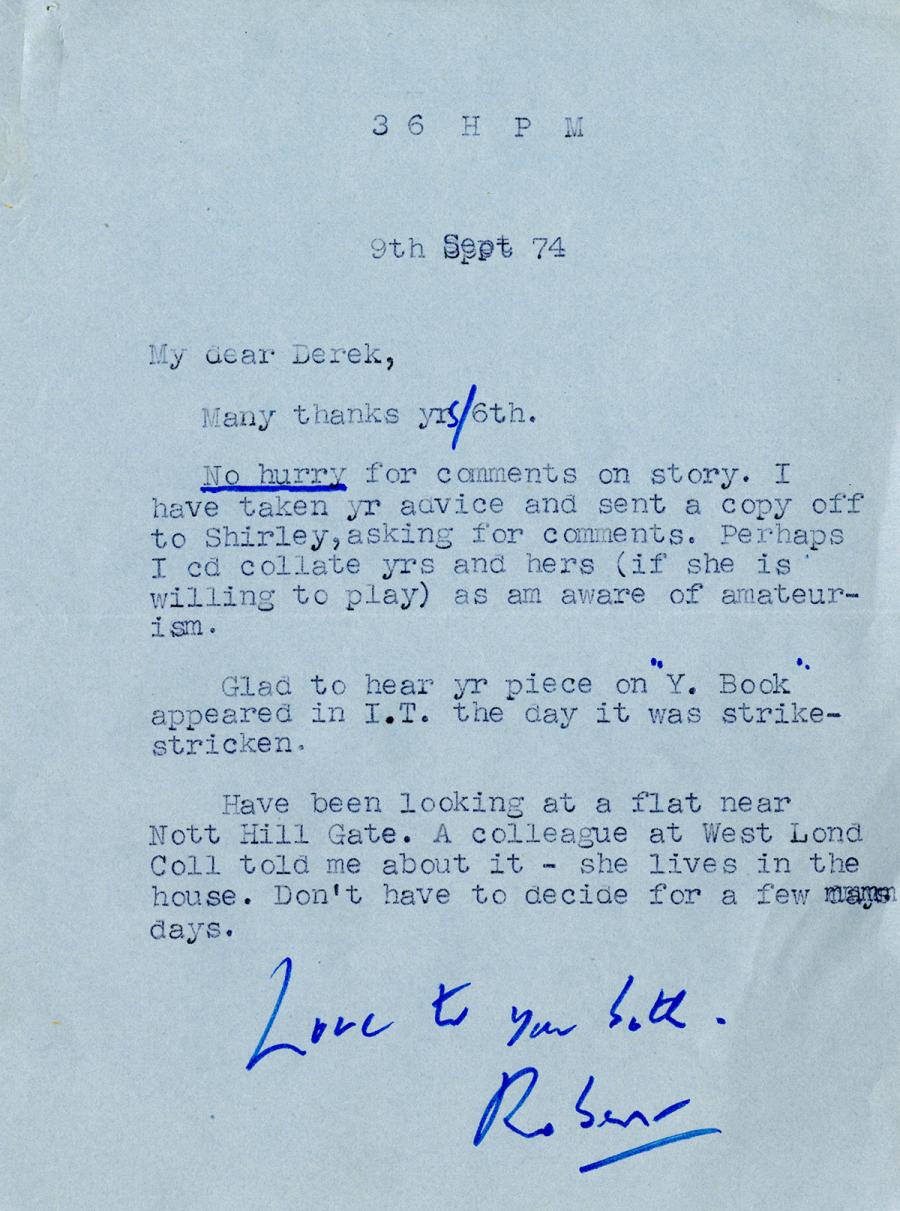 3 6 H P M
9th Sept 74
My dear Derek,
Many thanks yrs/6th.
No hurry for comments on story. I
have taken yr advice and sent a copy off
to Shirley,asking for comments. Perhaps
I cd collate yrs and hers (if she is
willing to play) as am aware of amateur-
ism.
Glad to hear yr piece on "Y. Book"
appeared in I.T. the day it was strike-
stricken.
Have been looking at a flat near
Nott Hill Gate. A colleague at West Lond
Coll told me about it - she lives in the
house. Don't have to decide for a few
days.
Love to you both.
Robert